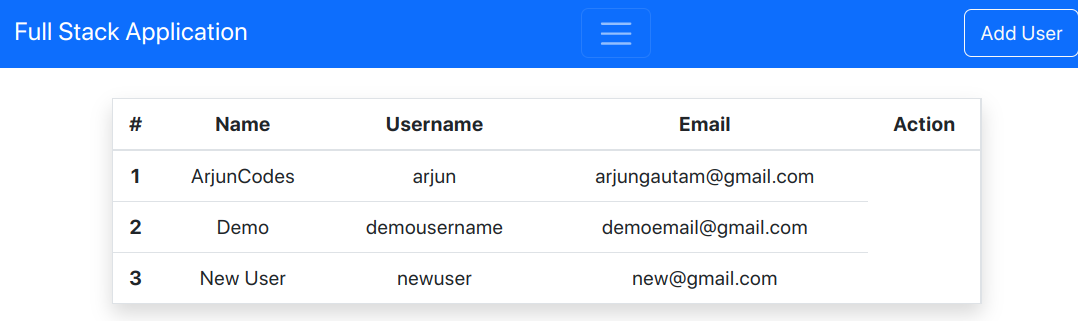 Full Stack Application Add User
# Name Username Email Action
1 ArjunCodes arjun arjungautam@gmail.com
2 Demo demousername demoemail@gmail.com
3 New User newuser new@gmail.com